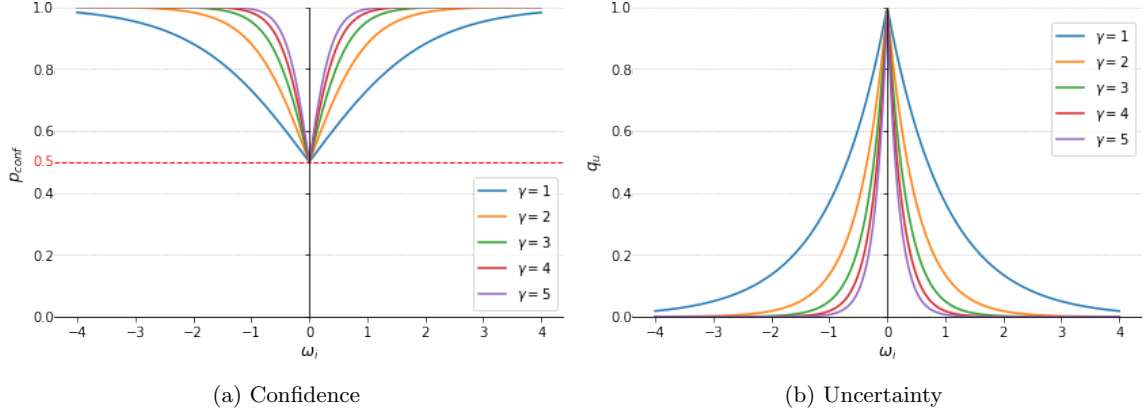 1.0
0.8
0.6
0.5
0.4
0.2
0.0
p_conf
−4 −3 −2 −1 0 1 2 3 4
ω_i
γ = 1
γ = 2
γ = 3
γ = 4
γ = 5
(a) Confidence
1.0
0.8
0.6
0.4
0.2
0.0
q_u
−4 −3 −2 −1 0 1 2 3 4
ω_i
γ = 1
γ = 2
γ = 3
γ = 4
γ = 5
(b) Uncertainty